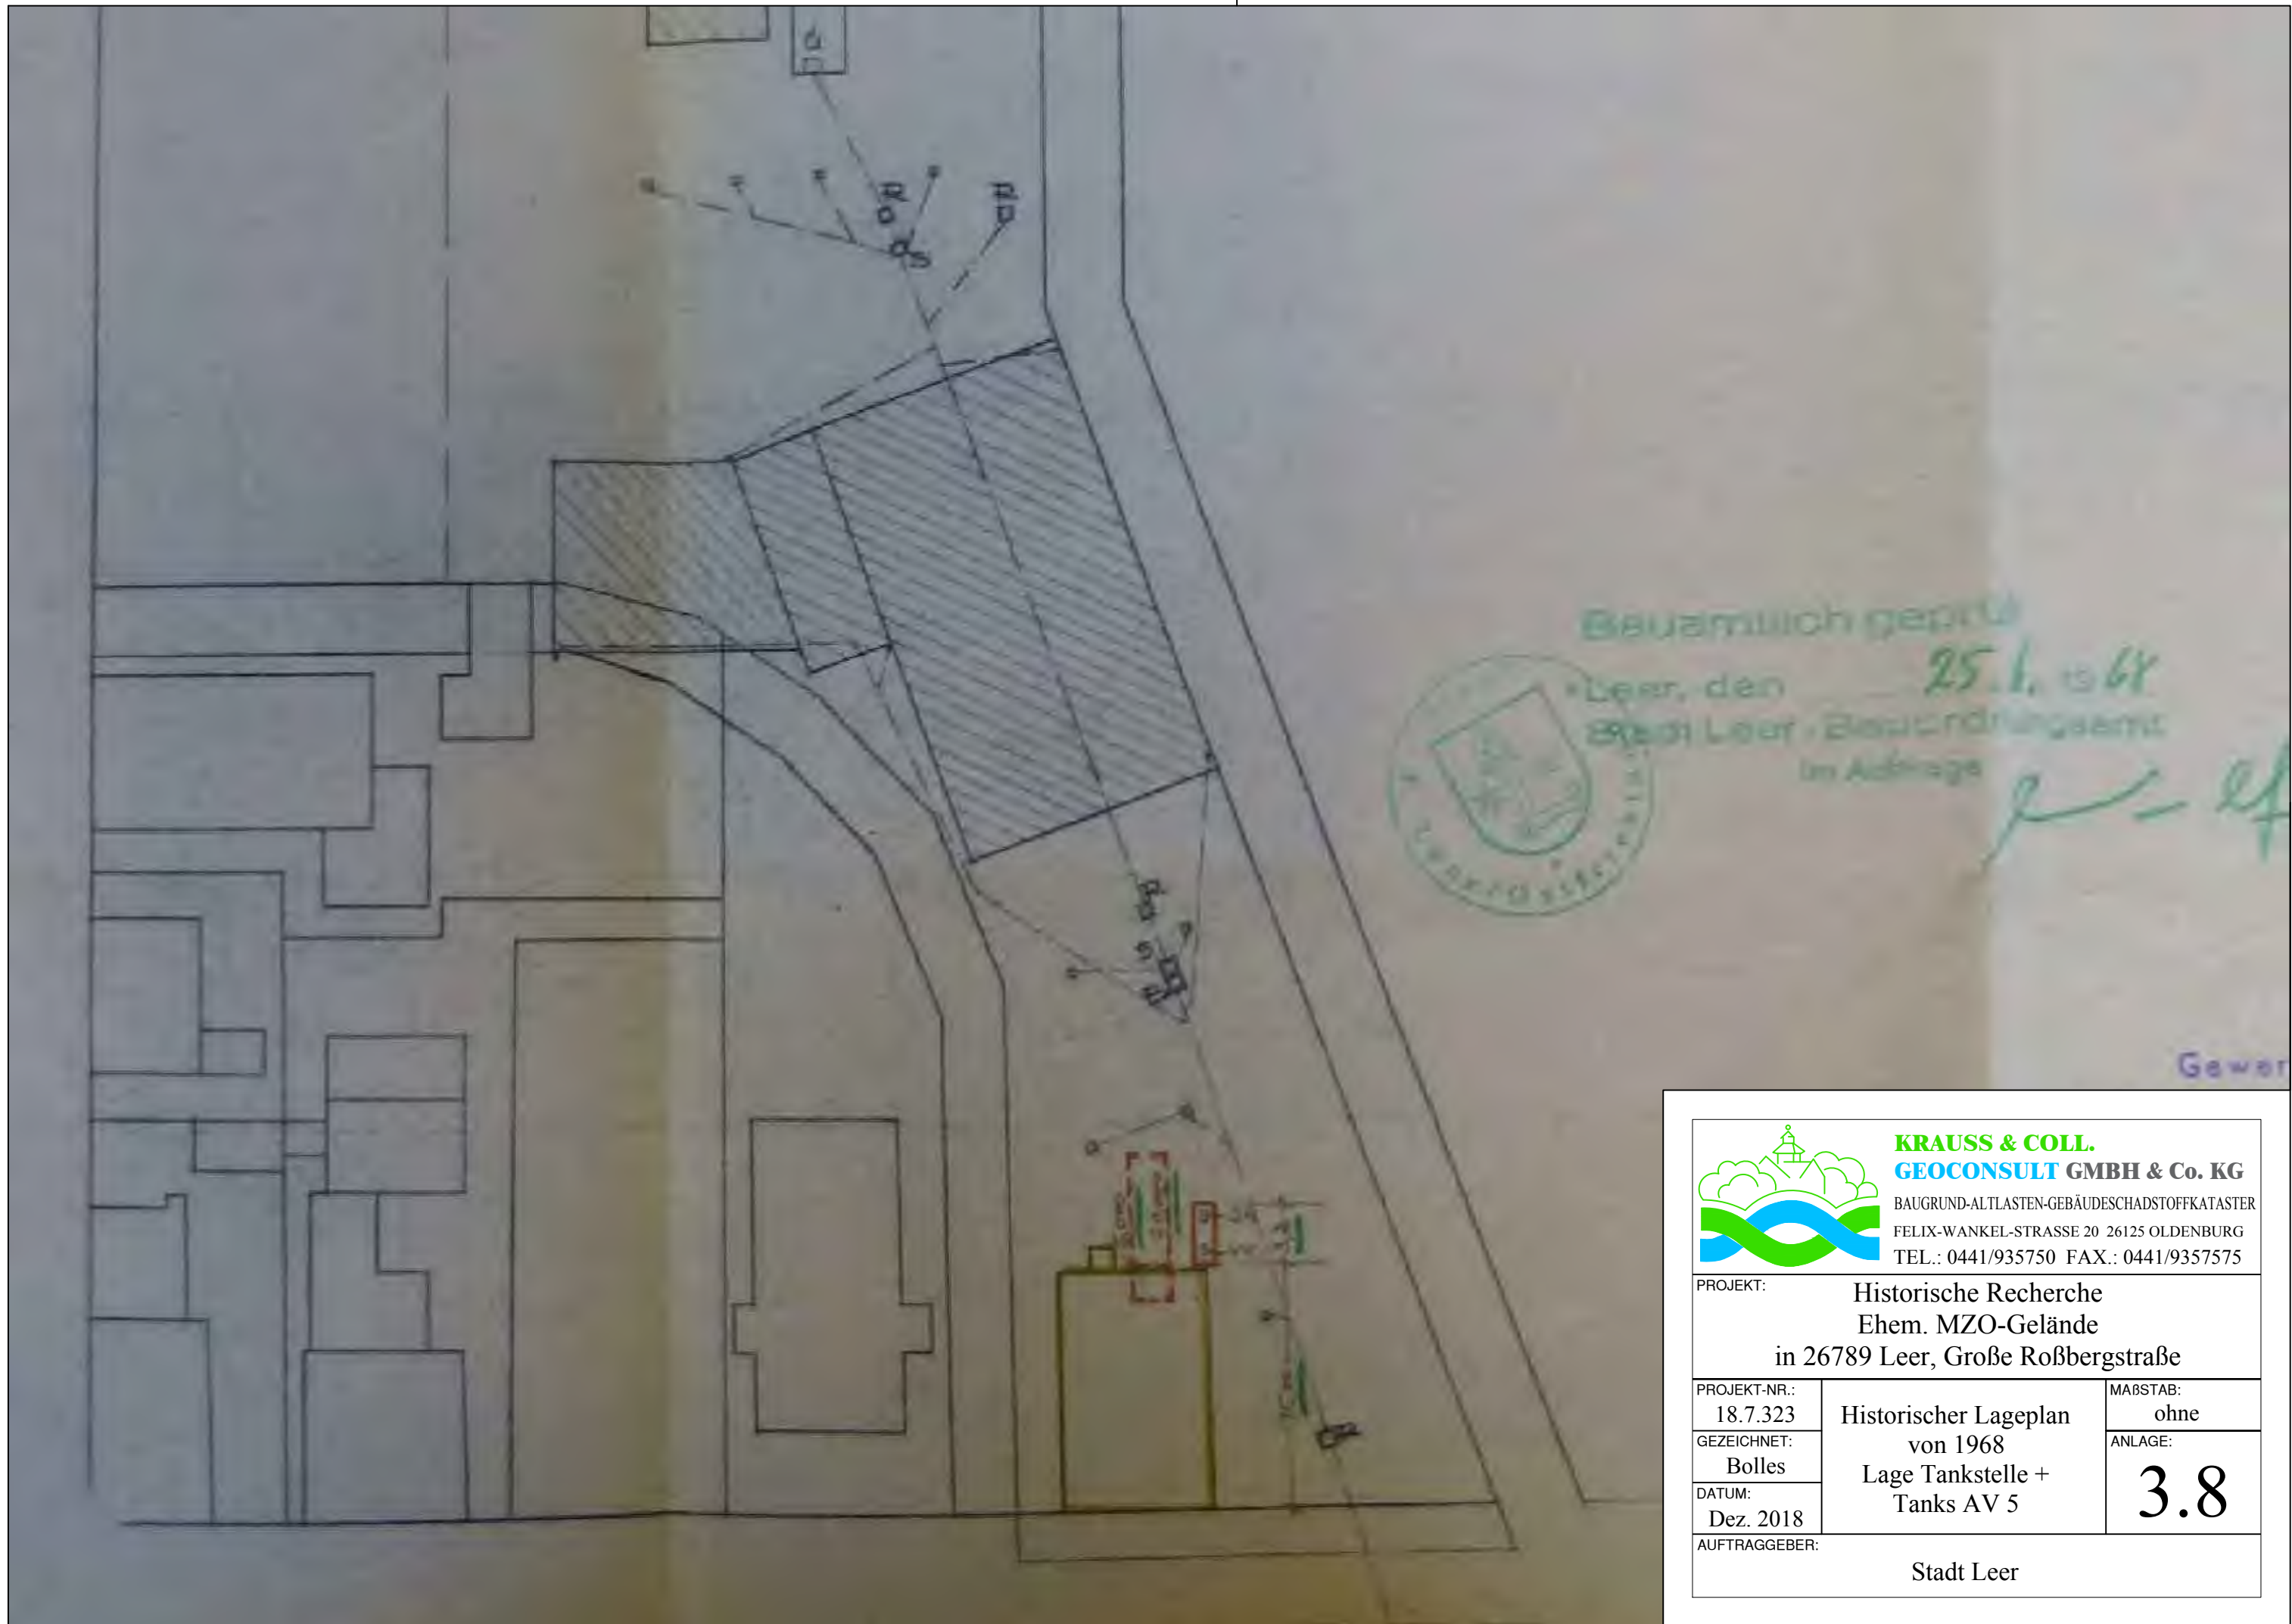 Bauamtlich geprüft
Leer, den 25. 6. 1968
Stadt Leer - Bauordnungsamt
Im Auftrage
Gewer
KRAUSS & COLL.
GEOCONSULT GMBH & Co. KG
BAUGRUND-ALTLASTEN-GEBÄUDESCHADSTOFFKATASTER
FELIX-WANKEL-STRASSE 20 26125 OLDENBURG
TEL.: 0441/935750 FAX.: 0441/9357575
PROJEKT:
Historische Recherche
Ehem. MZO-Gelände
in 26789 Leer, Große Roßbergstraße
PROJEKT-NR.:
18.7.323
GEZEICHNET:
Bolles
DATUM:
Dez. 2018
Historischer Lageplan
von 1968
Lage Tankstelle +
Tanks AV 5
MAßSTAB:
ohne
ANLAGE:
3.8
AUFTRAGGEBER:
Stadt Leer